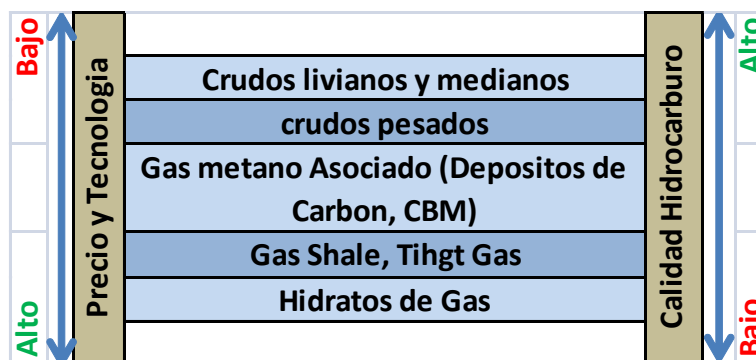 Bajo
Alto
Precio y Tecnologia
Crudos livianos y medianos
crudos pesados
Gas metano Asociado (Depositos de
Carbon, CBM)
Gas Shale, Tihgt Gas
Hidratos de Gas
Calidad Hidrocarburo
Alto
Bajo